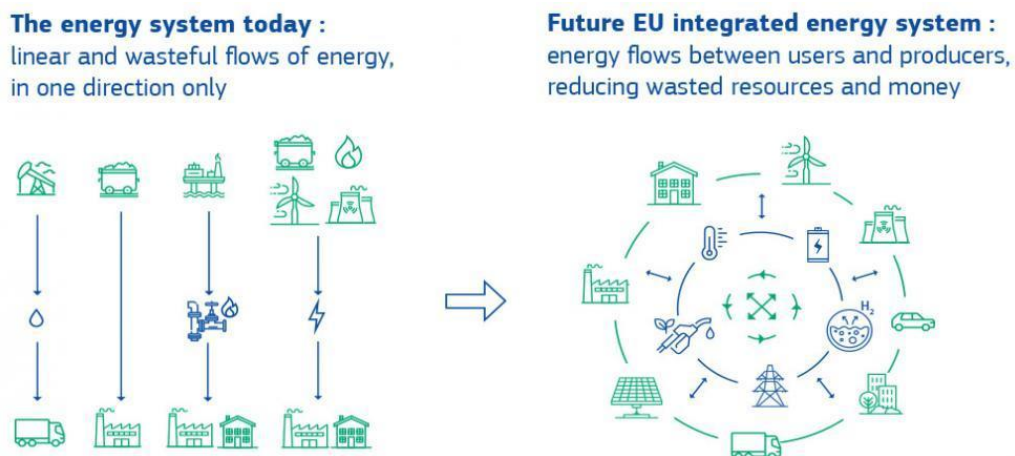 The energy system today :
linear and wasteful flows of energy,
in one direction only
Future EU integrated energy system :
energy flows between users and producers,
reducing wasted resources and money
H₂